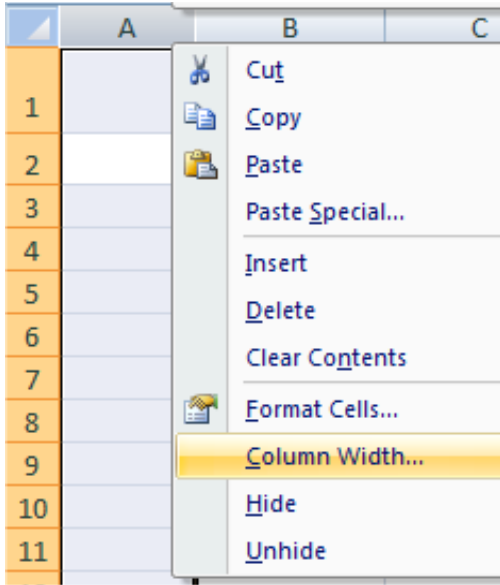 A B C
1
Cut
Copy
2
Paste
3
Paste Special...
4
Insert
5
Delete
6
Clear Contents
7
8
Format Cells...
9
Column Width...
10
Hide
11
Unhide